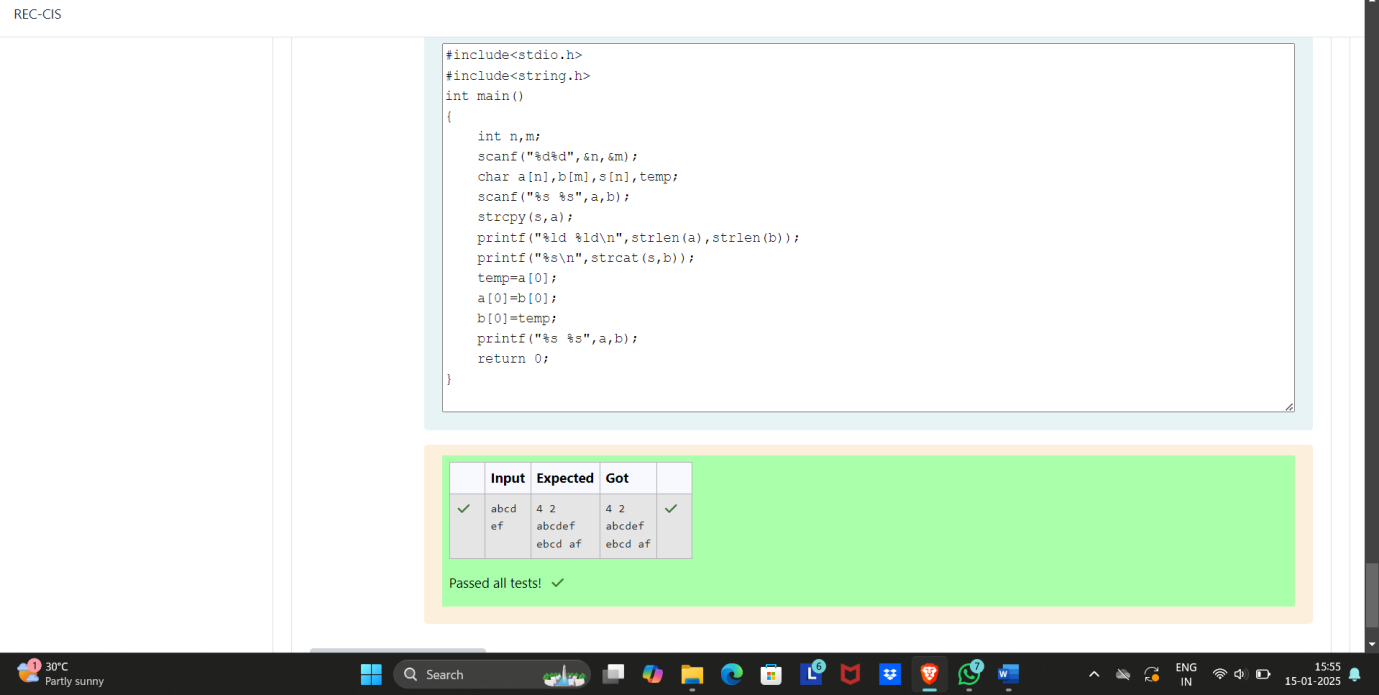 REC-CIS
#include<stdio.h>
#include<string.h>
int main()
{
    int n,m;
    scanf("%d%d",&n,&m);
    char a[n],b[m],s[n],temp;
    scanf("%s %s",a,b);
    strcpy(s,a);
    printf("%ld %ld\n",strlen(a),strlen(b));
    printf("%s\n",strcat(s,b));
    temp=a[0];
    a[0]=b[0];
    b[0]=temp;
    printf("%s %s",a,b);
    return 0;
}
Input Expected Got
abcd 4 2 4 2
ef abcdef abcdef
ebcd af ebcd af
Passed all tests!
1
30°C
Partly sunny
Search
L 6
7
W
ENG
IN
15:55
15-01-2025